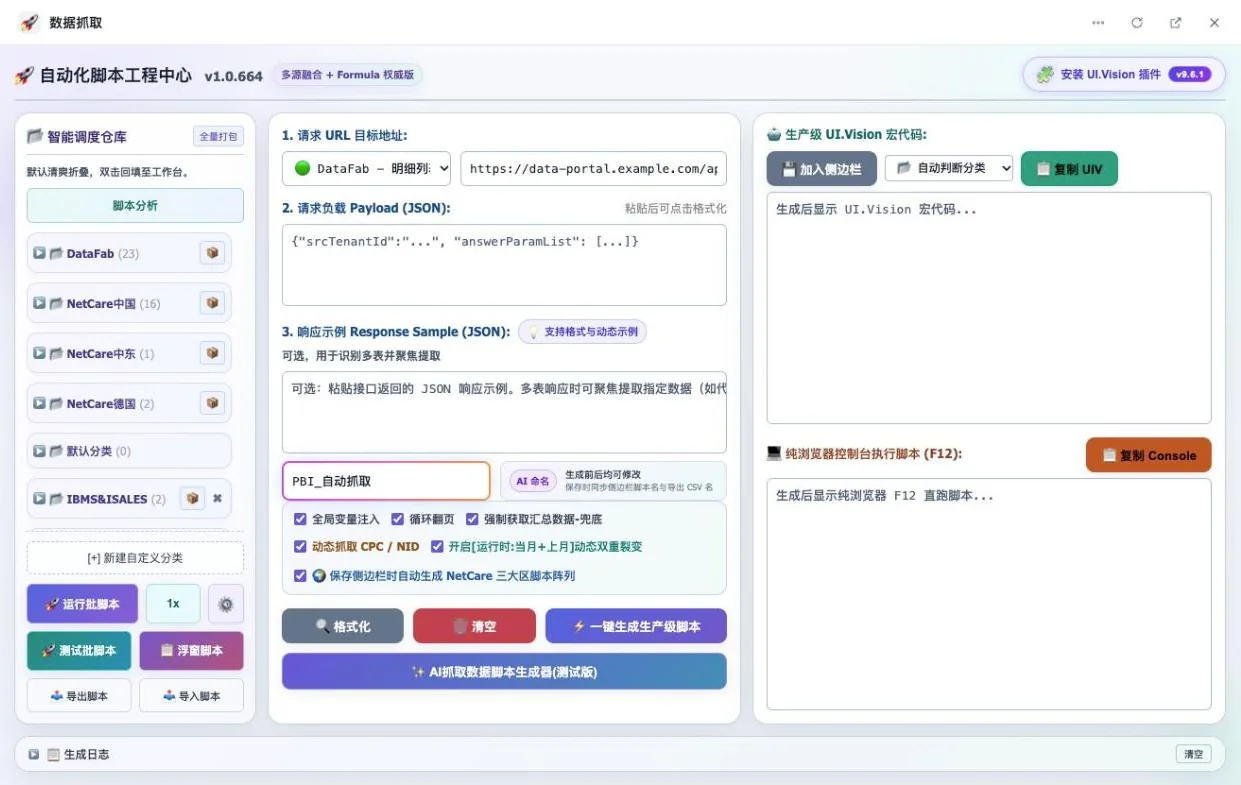 数据抓取
自动化脚本工程中心 v1.0.664 多源融合 + Formula 权威版
安装 UI.Vision 插件 v9.6.1
智能调度仓库 全量打包
默认清爽折叠，双击回填至工作台。
脚本分析
DataFab (23)
NetCare中国 (16)
NetCare中东 (1)
NetCare德国 (2)
默认分类 (0)
IBMS&ISALES (2)
[+] 新建自定义分类
运行批脚本 1x
测试批脚本 浮窗脚本
导出脚本 导入脚本
1. 请求 URL 目标地址:
DataFab – 明细列 https://data-portal.example.com/ap
2. 请求负载 Payload (JSON): 粘贴后可点击格式化
{"srcTenantId":"...", "answerParamList": [...]}
3. 响应示例 Response Sample (JSON): 支持格式与动态示例
可选，用于识别多表并聚焦提取
可选: 粘贴接口返回的 JSON 响应示例。多表响应时可聚焦提取指定数据（如代
PBI_自动抓取
AI 命名 生成前后均可修改
保存时同步侧边栏脚本名与导出 CSV 名
全局变量注入 循环翻页 强制获取汇总数据-兜底
动态抓取 CPC / NID 开启[运行时:当月+上月]动态双重裂变
保存侧边栏时自动生成 NetCare 三大区脚本阵列
格式化 清空 一键生成生产级脚本
AI抓取数据脚本生成器(测试版)
生产级 UI.Vision 宏代码:
加入侧边栏 自动判断分类 复制 UIV
生成后显示 UI.Vision 宏代码...
纯浏览器控制台执行脚本 (F12): 复制 Console
生成后显示纯浏览器 F12 直跑脚本...
生成日志 清空